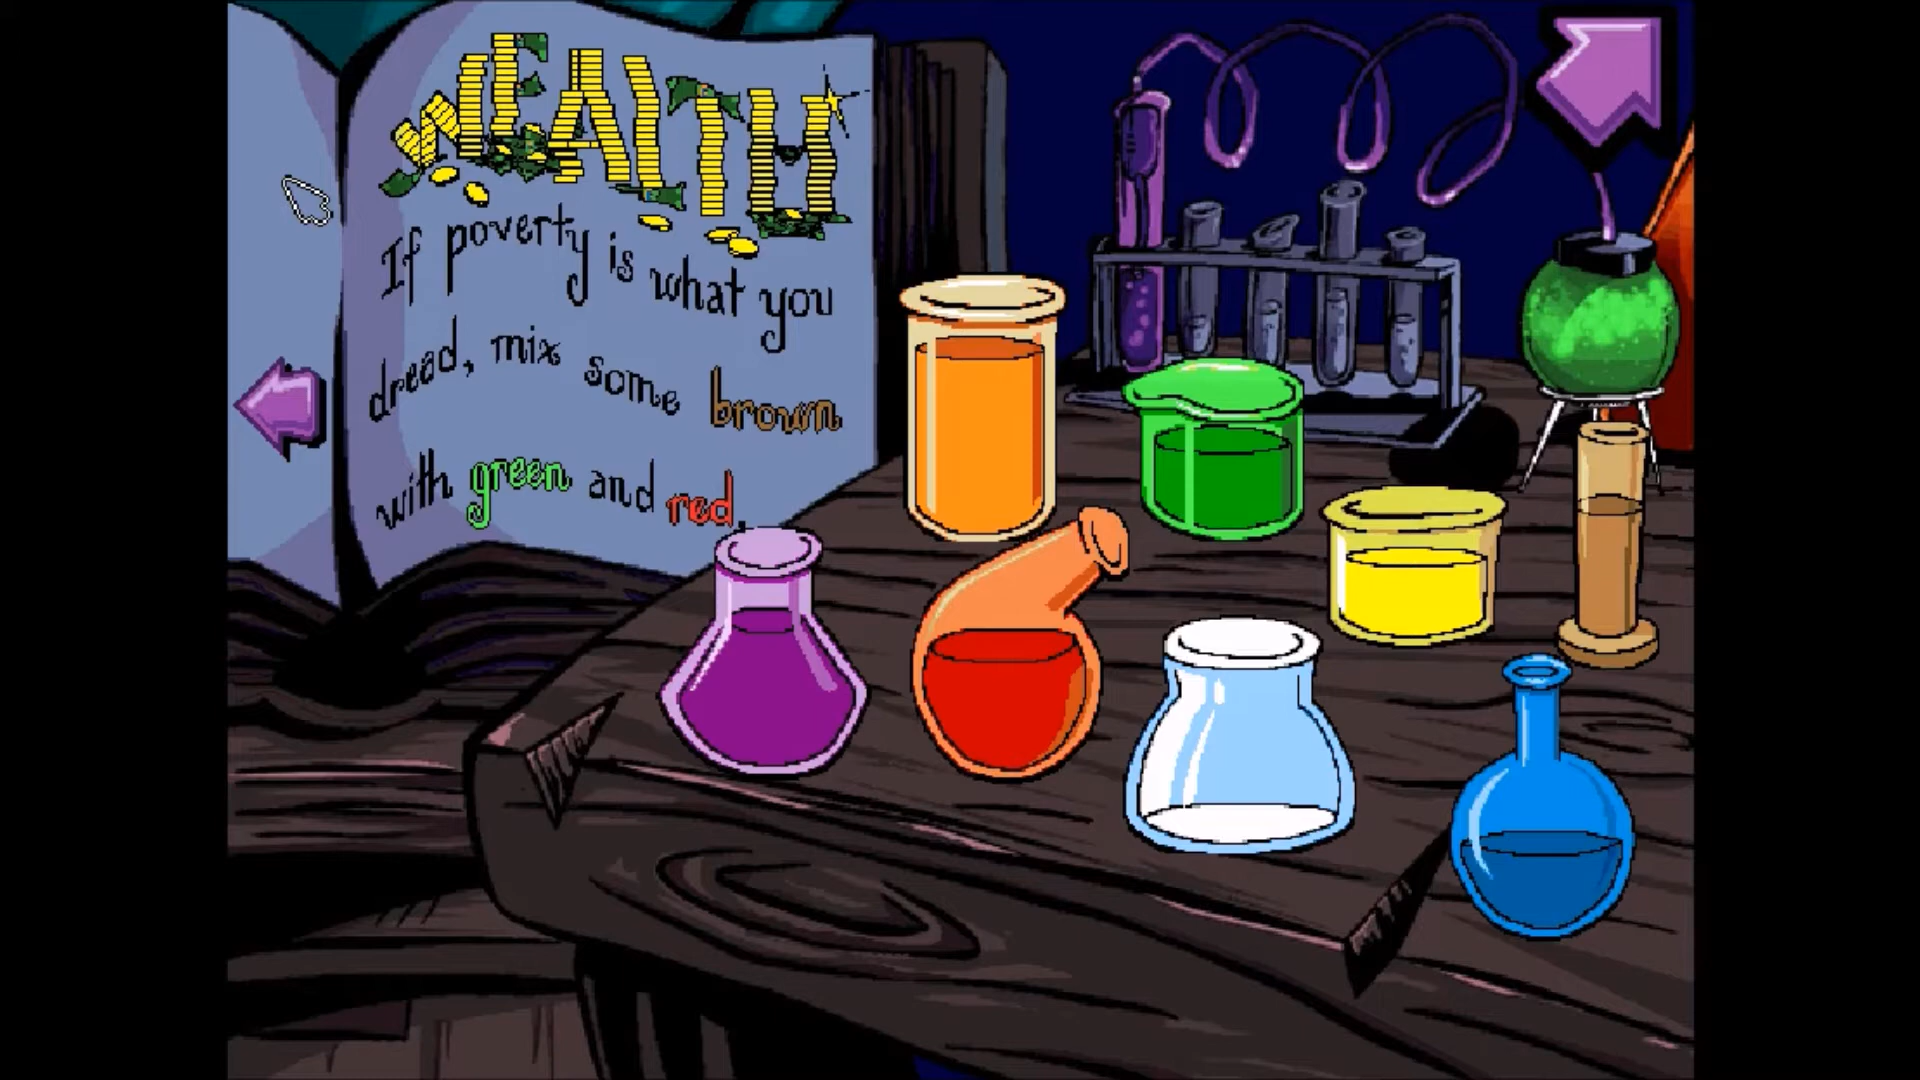 WEALTH
If poverty is what you
dread, mix some brown
with green and red.